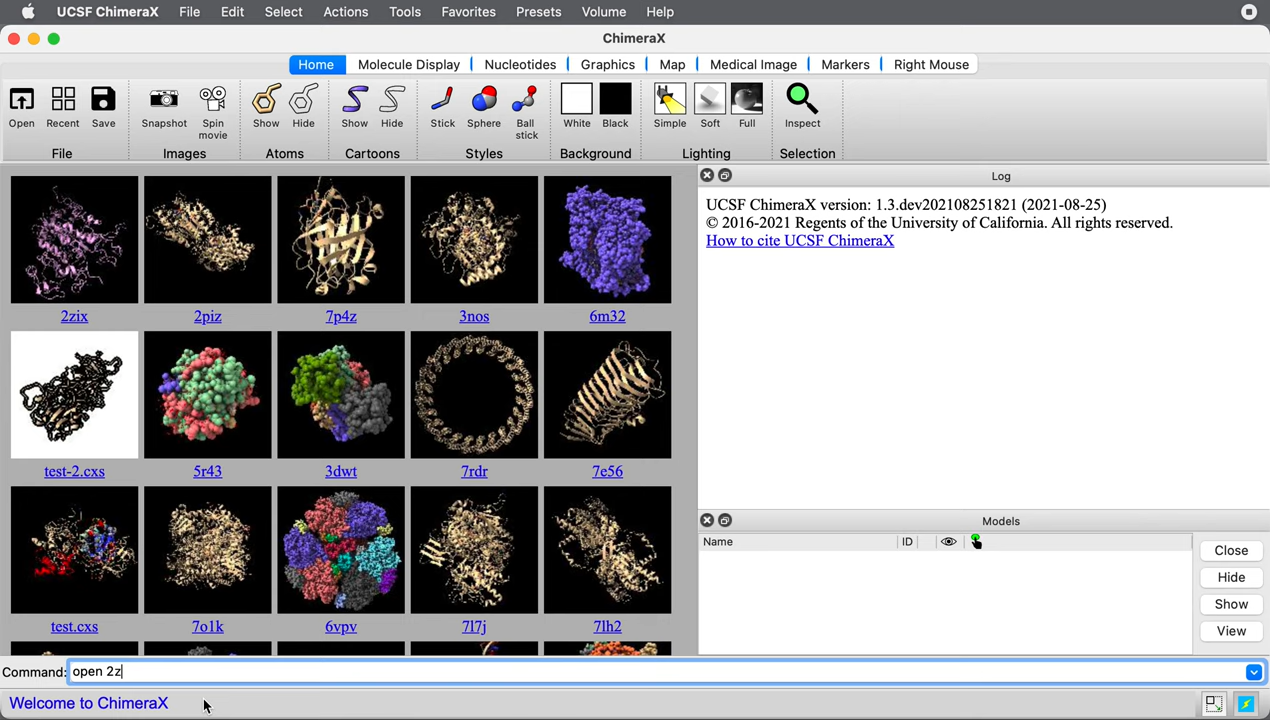 UCSF ChimeraX File Edit Select Actions Tools Favorites Presets Volume Help
ChimeraX
Home Molecule Display Nucleotides Graphics Map Medical Image Markers Right Mouse
Open Recent Save Snapshot Spin movie Show Hide Show Hide Stick Sphere Ball stick White Black Simple Soft Full Inspect
File Images Atoms Cartoons Styles Background Lighting Selection
Log
UCSF ChimeraX version: 1.3.dev202108251821 (2021-08-25)
© 2016-2021 Regents of the University of California. All rights reserved.
How to cite UCSF ChimeraX
2zix 2piz 7p4z 3nos 6m32
test-2.cxs 5r43 3dwt 7rdr 7e56
test.cxs 7o1k 6vpv 7l7j 7lh2
Models
Name ID
Close
Hide
Show
View
Command: open 2z
Welcome to ChimeraX